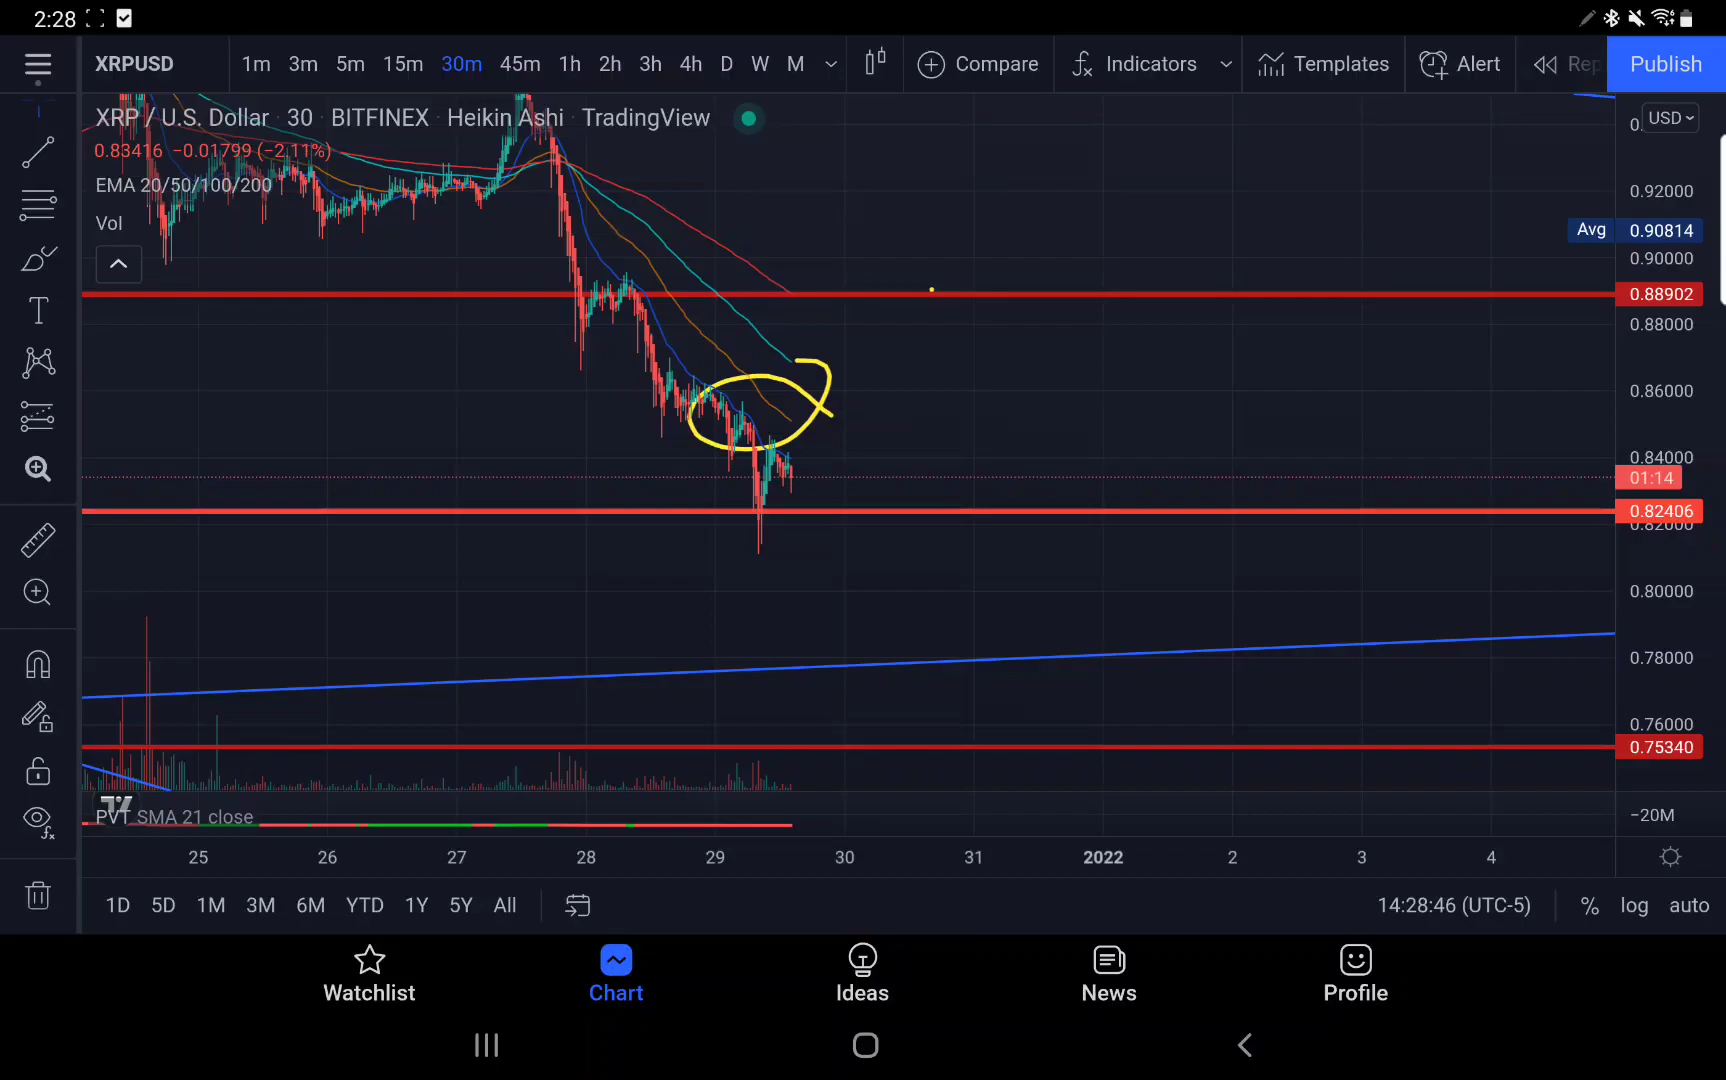 2:28
XRPUSD 1m 3m 5m 15m 30m 45m 1h 2h 3h 4h D W M Compare Indicators Templates Alert Rep Publish
XRP / U.S. Dollar · 30 · BITFINEX · Heikin Ashi · TradingView
0.83416 −0.01799 (−2.11%)
EMA 20/50/100/200
Vol
0. USD
0.92000
Avg 0.90814
0.90000
0.88902
0.88000
0.86000
0.84000
01:14
0.82406
0.82000
0.80000
0.78000
0.76000
0.75340
PVT SMA 21 close
−20M
25 26 27 28 29 30 31 2022 2 3 4
1D 5D 1M 3M 6M YTD 1Y 5Y All 14:28:46 (UTC-5) % log auto
Watchlist Chart Ideas News Profile